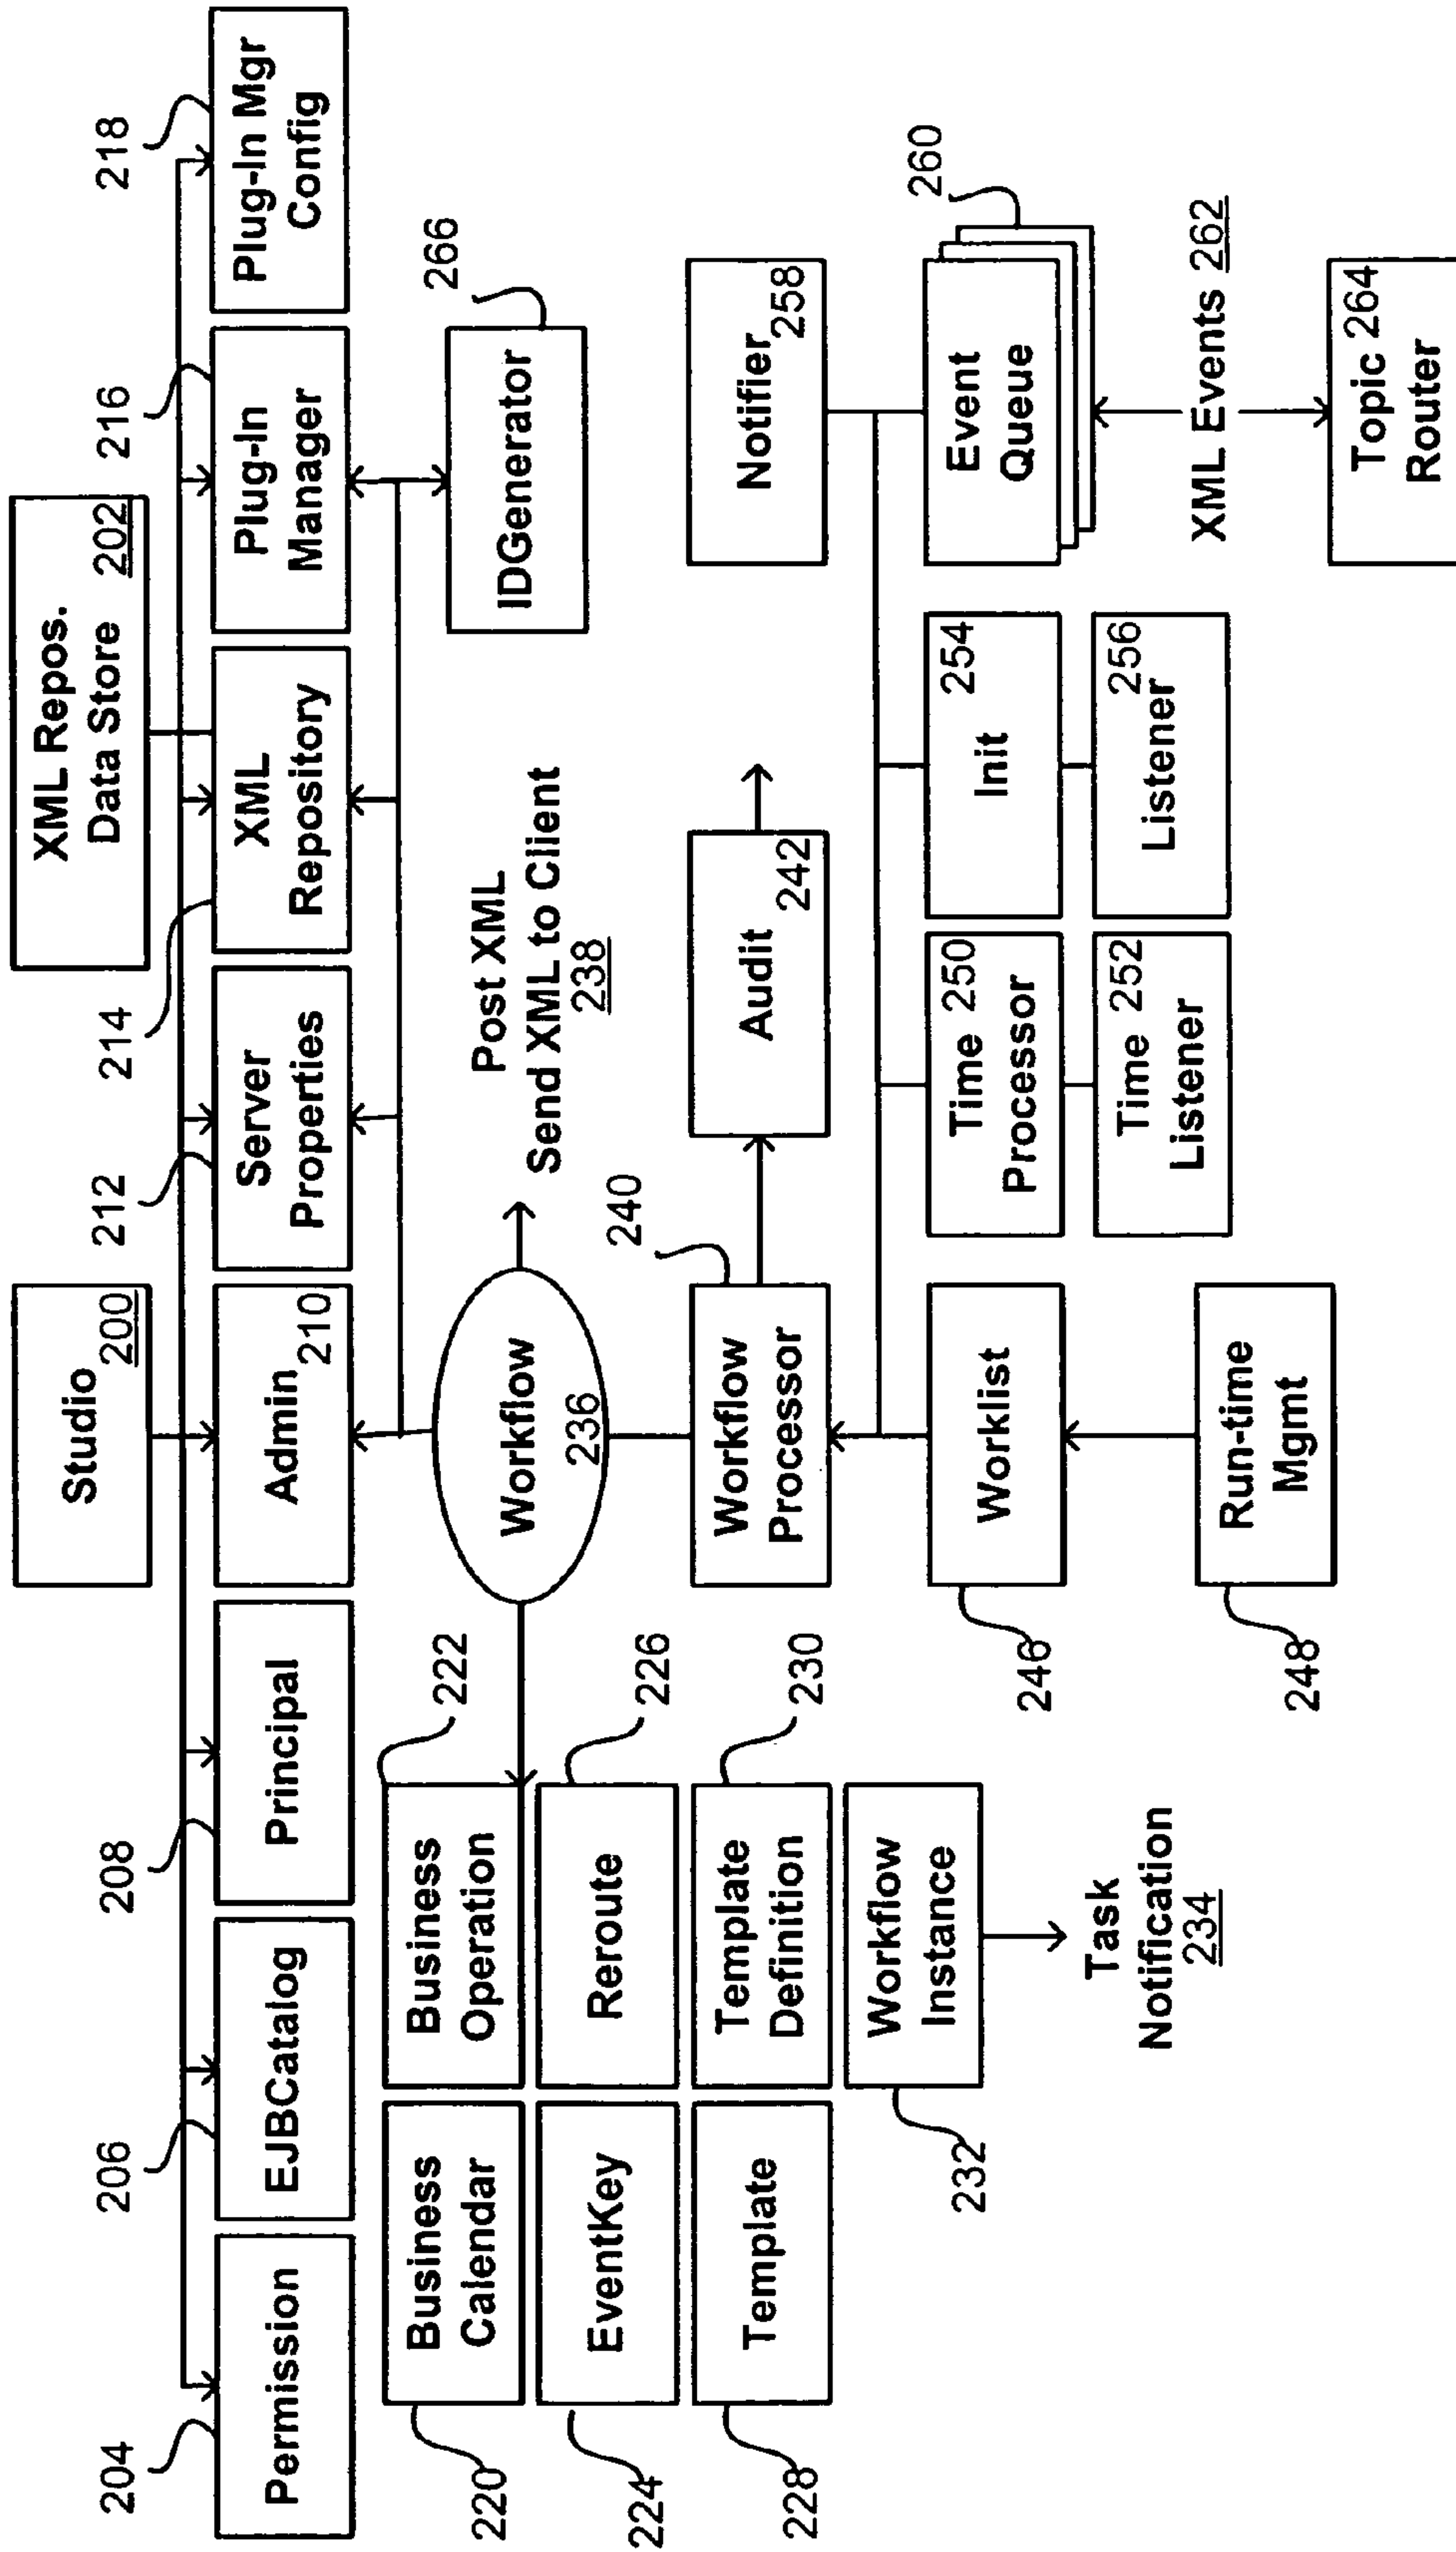 Studio
200
XML Repos.
Data Store 202
204
206
208
212
214
216
218
Permission
EJBCatalog
Principal
Admin
210
Server
Properties
XML
Repository
Plug-In
Manager
Plug-In Mgr
Config
220
Business
Calendar
Business
Operation
222
224
EventKey
Reroute
226
228
Template
Template
Definition
230
232
Workflow
Instance
Task
Notification
234
Workflow
236
Post XML
Send XML to Client
238
IDGenerator
266
Workflow
Processor
240
Audit
242
Notifier
258
246
Worklist
248
Run-time
Mgmt
Time 250
Processor
Time 252
Listener
Init
254
256
Listener
Event
Queue
260
XML Events 262
Topic 264
Router